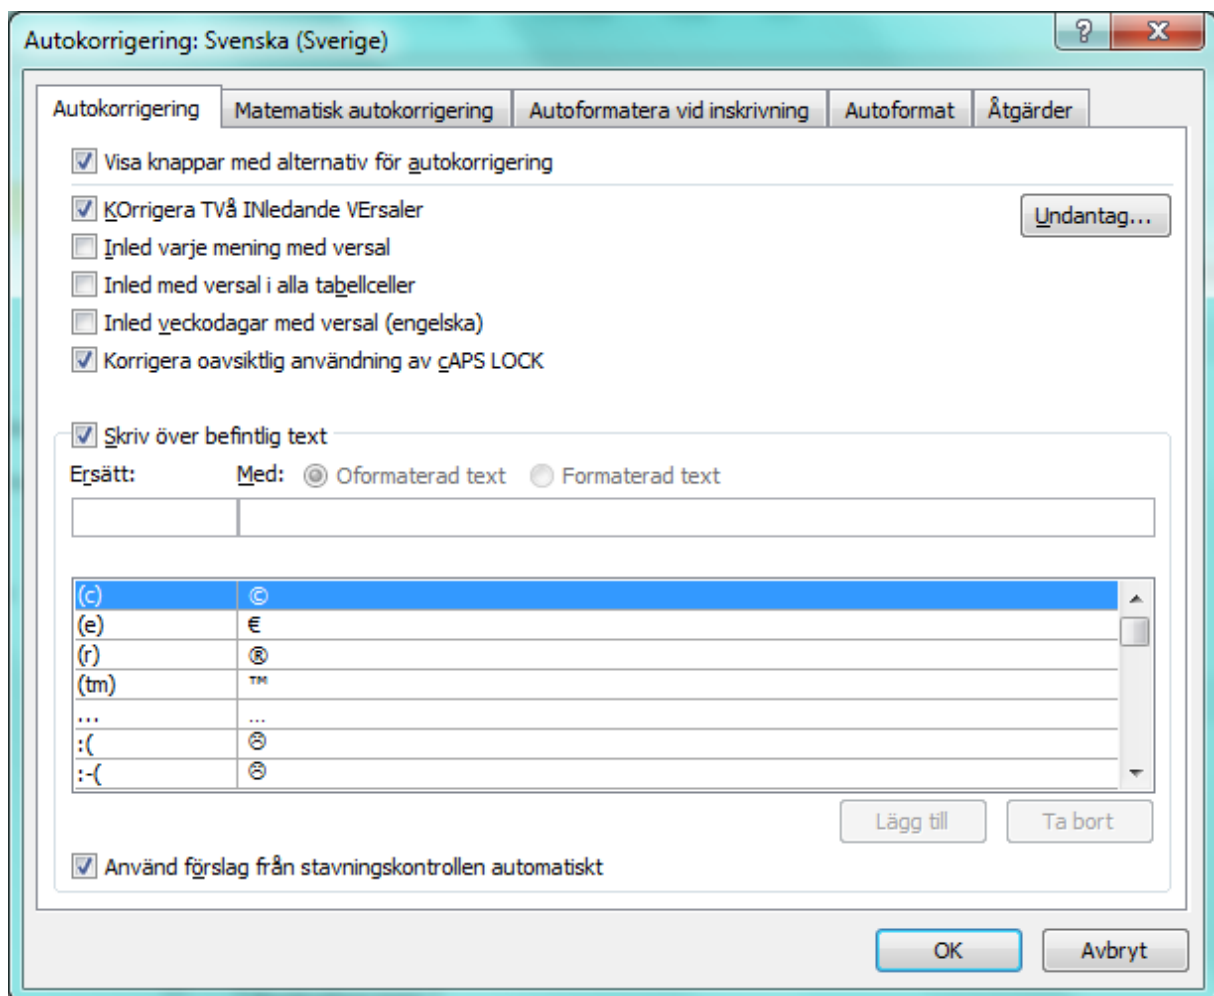 Autokorrigering: Svenska (Sverige)
Autokorrigering Matematisk autokorrigering Autoformatera vid inskrivning Autoformat Åtgärder
Visa knappar med alternativ för autokorrigering
KOrrigera TVå INledande VErsaler
Undantag...
Inled varje mening med versal
Inled med versal i alla tabellceller
Inled veckodagar med versal (engelska)
Korrigera oavsiktlig användning av cAPS LOCK
Skriv över befintlig text
Ersätt: Med: Oformaterad text Formaterad text
(c) ©
(e) €
(r) ®
(tm) ™
... …
:( ☹
:-( ☹
Lägg till Ta bort
Använd förslag från stavningskontrollen automatiskt
OK Avbryt